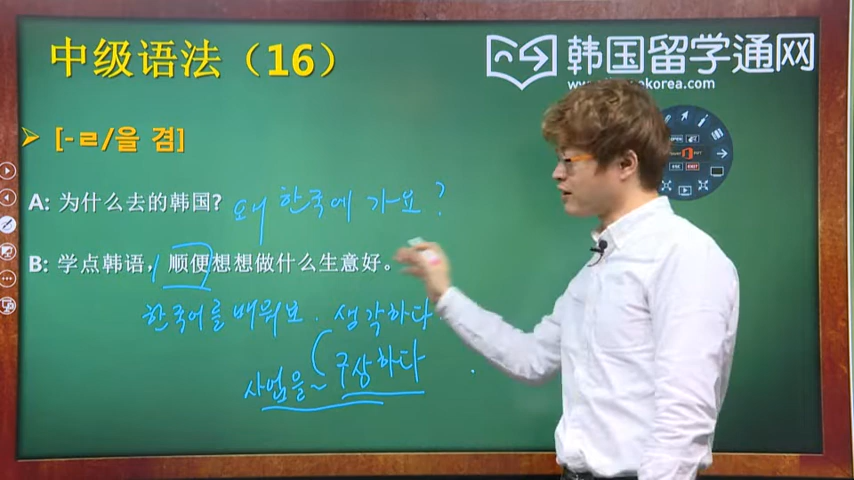 中级语法（16）
韩国留学通网
[-ㄹ/을 겸]
A: 为什么去的韩国? 왜 한국에 가요?
B: 学点韩语，顺便想想做什么生意好。
한국어를 배워보. 생각하다.
구상하다
사업을~